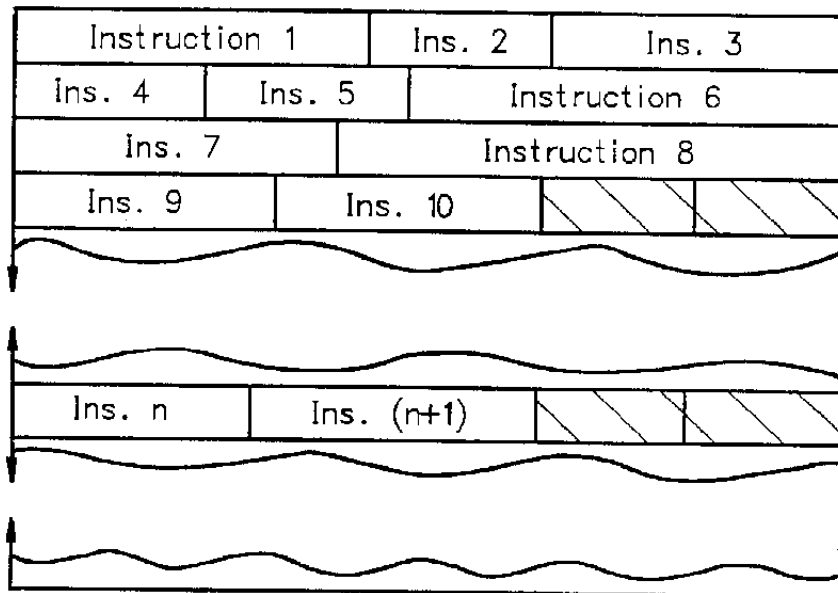 Instruction 1 Ins. 2 Ins. 3
Ins. 4 Ins. 5 Instruction 6
Ins. 7 Instruction 8
Ins. 9 Ins. 10
Ins. n Ins. (n+1)